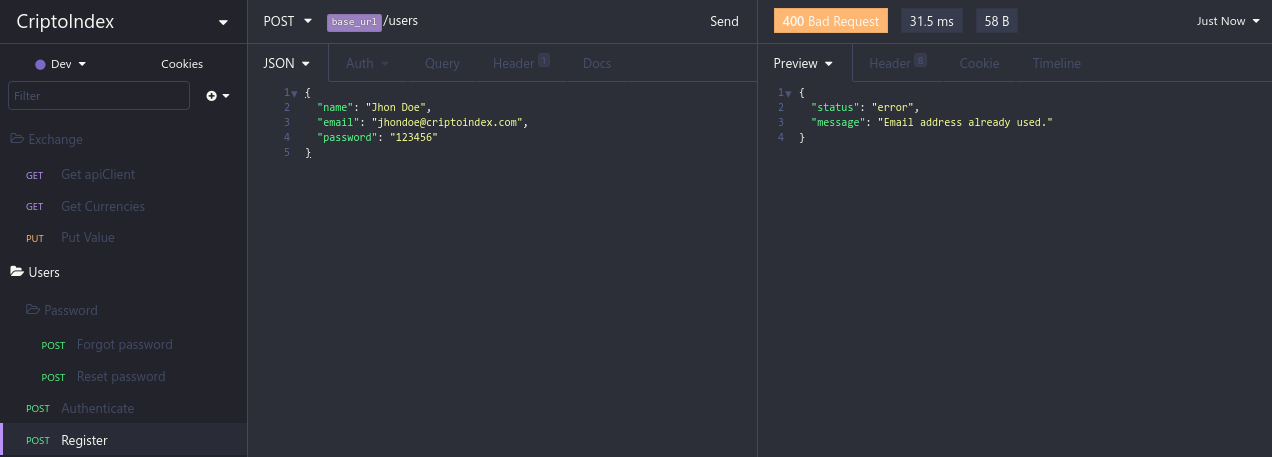 CriptoIndex
Dev
Cookies
Filter
Exchange
GET Get apiClient
GET Get Currencies
PUT Put Value
Users
Password
POST Forgot password
POST Reset password
POST Authenticate
POST Register
POST base_url/users Send
JSON Auth Query Header 1 Docs
1 {
2 "name": "Jhon Doe",
3 "email": "jhondoe@criptoindex.com",
4 "password": "123456"
5 }
400 Bad Request 31.5 ms 58 B Just Now
Preview Header 6 Cookie Timeline
1 {
2 "status": "error",
3 "message": "Email address already used."
4 }